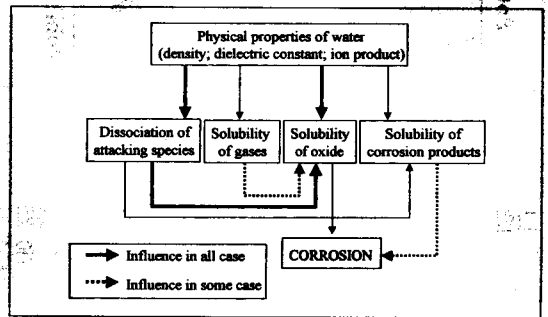 Physical properties of water
(density; dielectric constant; ion product)
Dissociation of
attacking species
Solubility
of gases
Solubility
of oxide
Solubility of
corrosion products
CORROSION
Influence in all case
Influence in some case